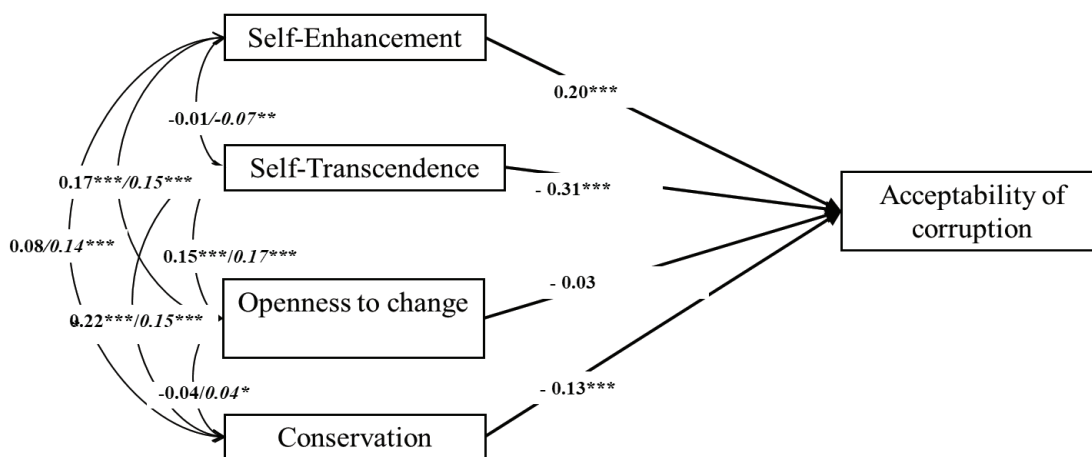 Self-Enhancement
0.20***
-0.01/-0.07**
Self-Transcendence
0.17***/0.15***
- 0.31***
Acceptability of
corruption
0.08/0.14***
0.15***/0.17***
Openness to change
- 0.03
0.22***/0.15***
-0.04/0.04*
- 0.13***
Conservation